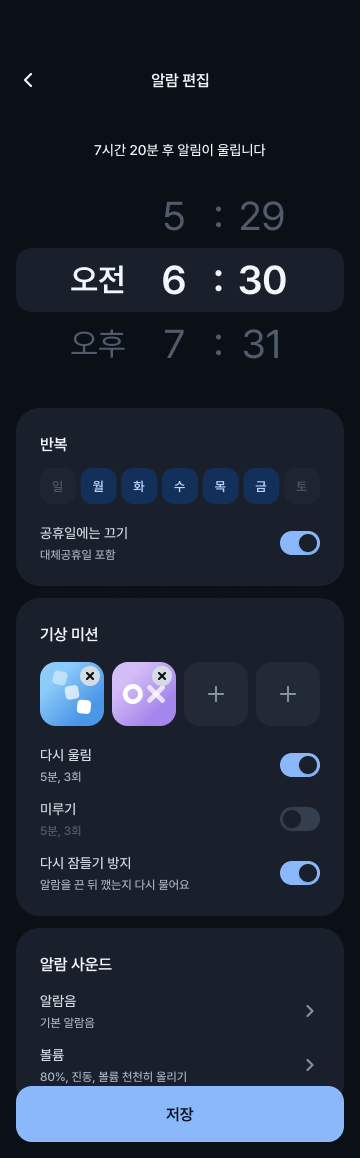 알람 편집
7시간 20분 후 알림이 울립니다
5 : 29
오전 6 : 30
오후 7 : 31
반복
일 월 화 수 목 금 토
공휴일에는 끄기
대체공휴일 포함
기상 미션
OX
다시 울림
5분, 3회
미루기
5분, 3회
다시 잠들기 방지
알람을 끈 뒤 깼는지 다시 물어요
알람 사운드
알람음
기본 알람음
볼륨
80%, 진동, 볼륨 천천히 올리기
저장